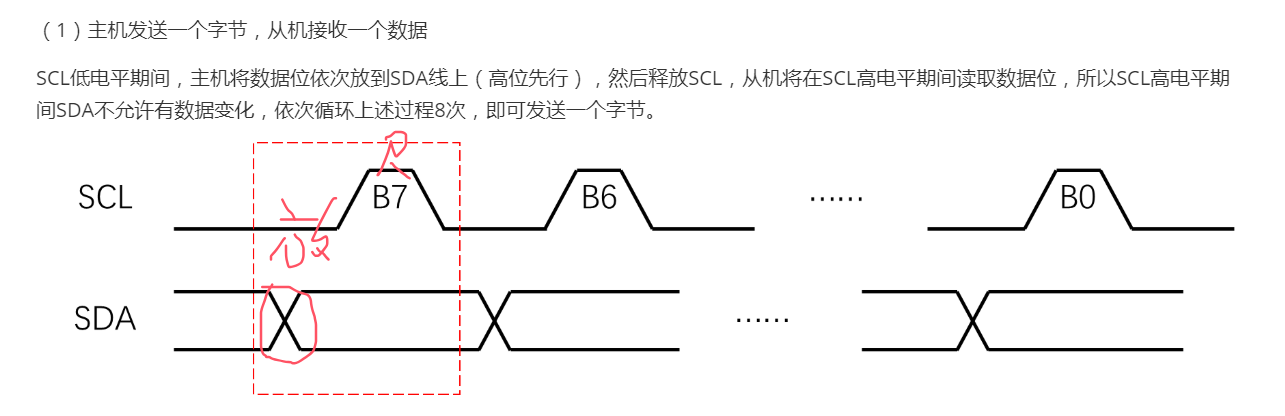 （1）主机发送一个字节，从机接收一个数据
SCL低电平期间，主机将数据位依次放到SDA线上（高位先行），然后释放SCL，从机将在SCL高电平期间读取数据位，所以SCL高电平期
间SDA不允许有数据变化，依次循环上述过程8次，即可发送一个字节。
SCL B7 B6 …… B0
SDA ……